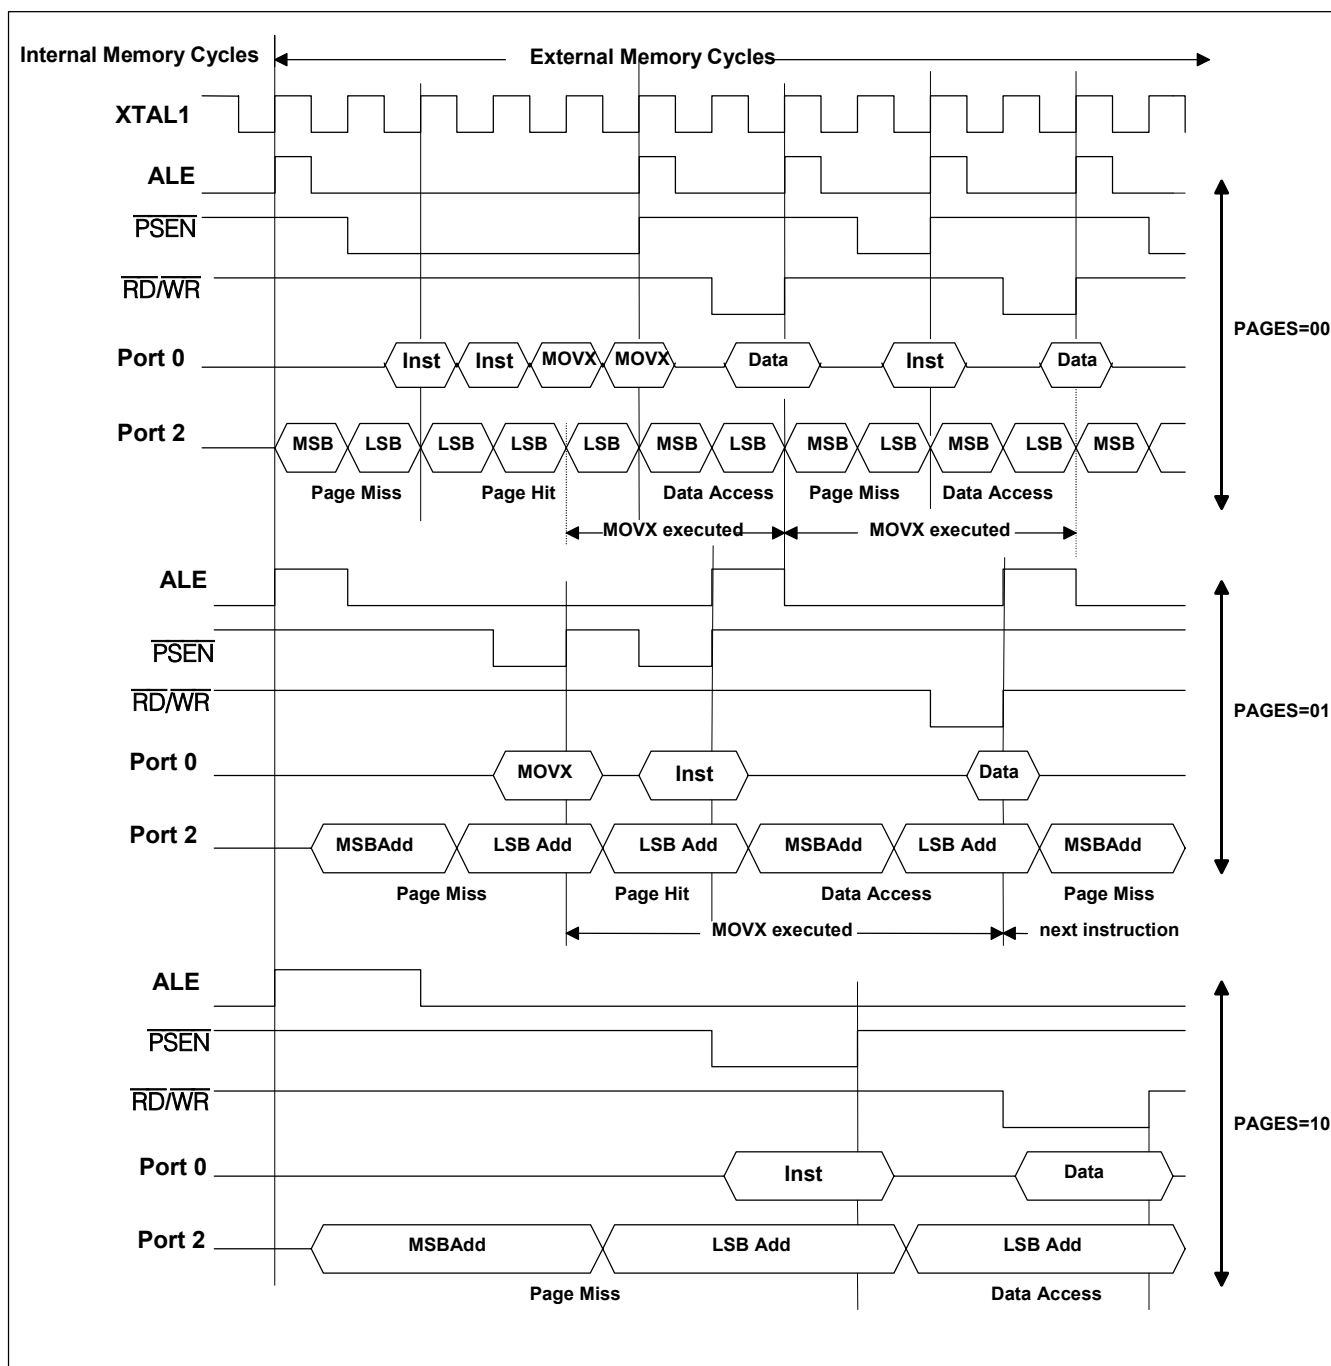 Internal Memory Cycles External Memory Cycles
XTAL1
ALE
PSEN
RD/WR
PAGES=00
Port 0 Inst Inst MOVX MOVX Data Inst Data
Port 2 MSB LSB LSB LSB LSB MSB LSB MSB LSB MSB LSB MSB
Page Miss Page Hit Data Access Page Miss Data Access
MOVX executed MOVX executed
ALE
PSEN
RD/WR
PAGES=01
Port 0 MOVX Inst Data
Port 2 MSBAdd LSB Add LSB Add MSBAdd LSB Add MSBAdd
Page Miss Page Hit Data Access Page Miss
MOVX executed next instruction
ALE
PSEN
RD/WR
PAGES=10
Port 0 Inst Data
Port 2 MSBAdd LSB Add LSB Add
Page Miss Data Access